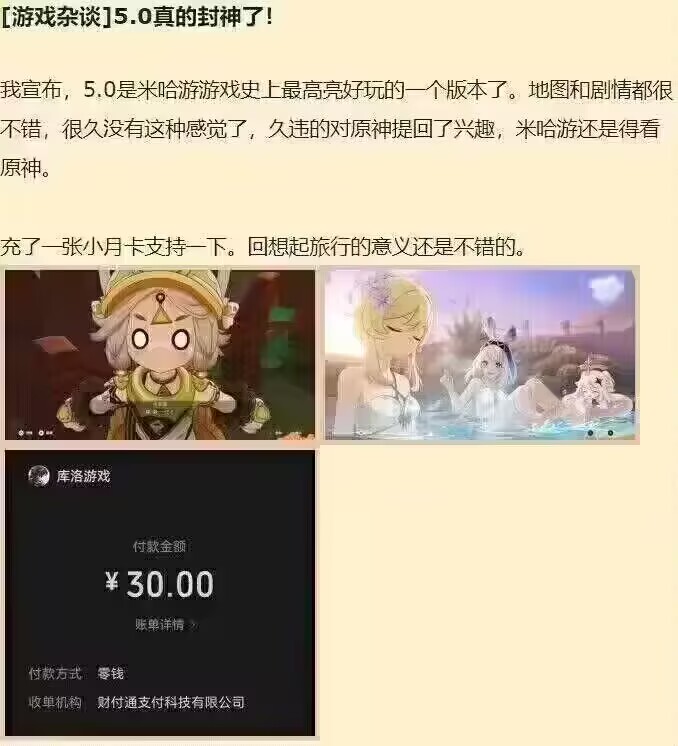 [游戏杂谈]5.0真的封神了!
我宣布，5.0是米哈游游戏史上最高亮好玩的一个版本了。地图和剧情都很
不错，很久没有这种感觉了，久违的对原神提回了兴趣，米哈游还是得看
原神。
充了一张小月卡支持一下。回想起旅行的意义还是不错的。
库洛游戏
付款金额
¥30.00
账单详情 >
付款方式 零钱
收单机构 财付通支付科技有限公司